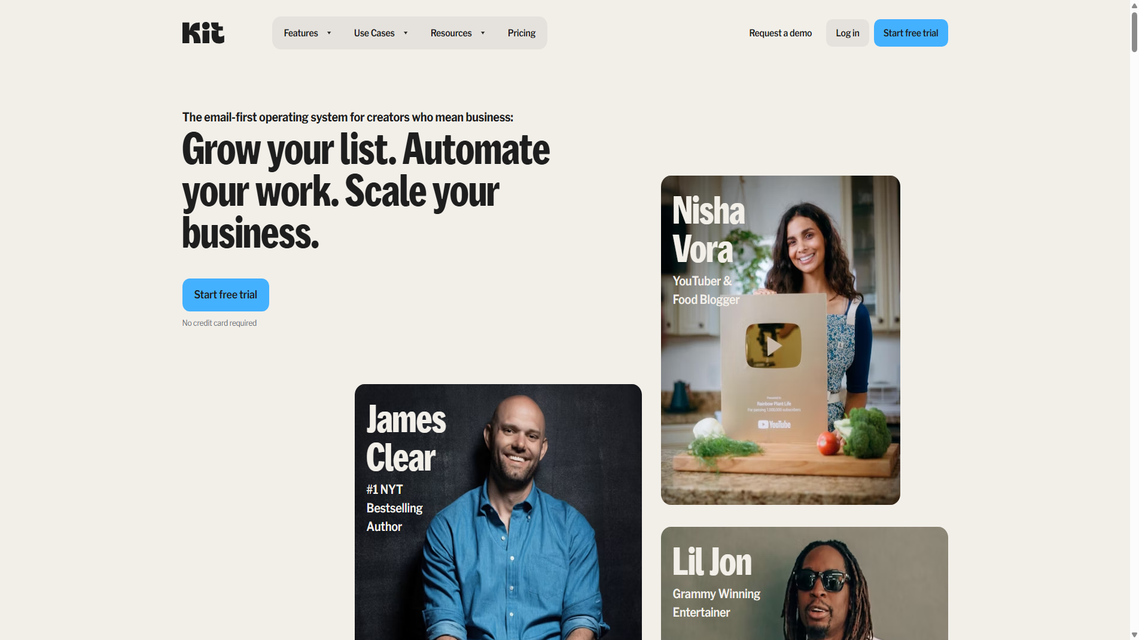 Kit
Features
Use Cases
Resources
Pricing
Request a demo
Log in
Start free trial
The email-first operating system for creators who mean business:
Grow your list. Automate
your work. Scale your
business.
Start free trial
No credit card required
Nisha
Vora
YouTuber &
Food Blogger
YouTube
James
Clear
#1 NYT
Bestselling
Author
Lil Jon
Grammy Winning
Entertainer